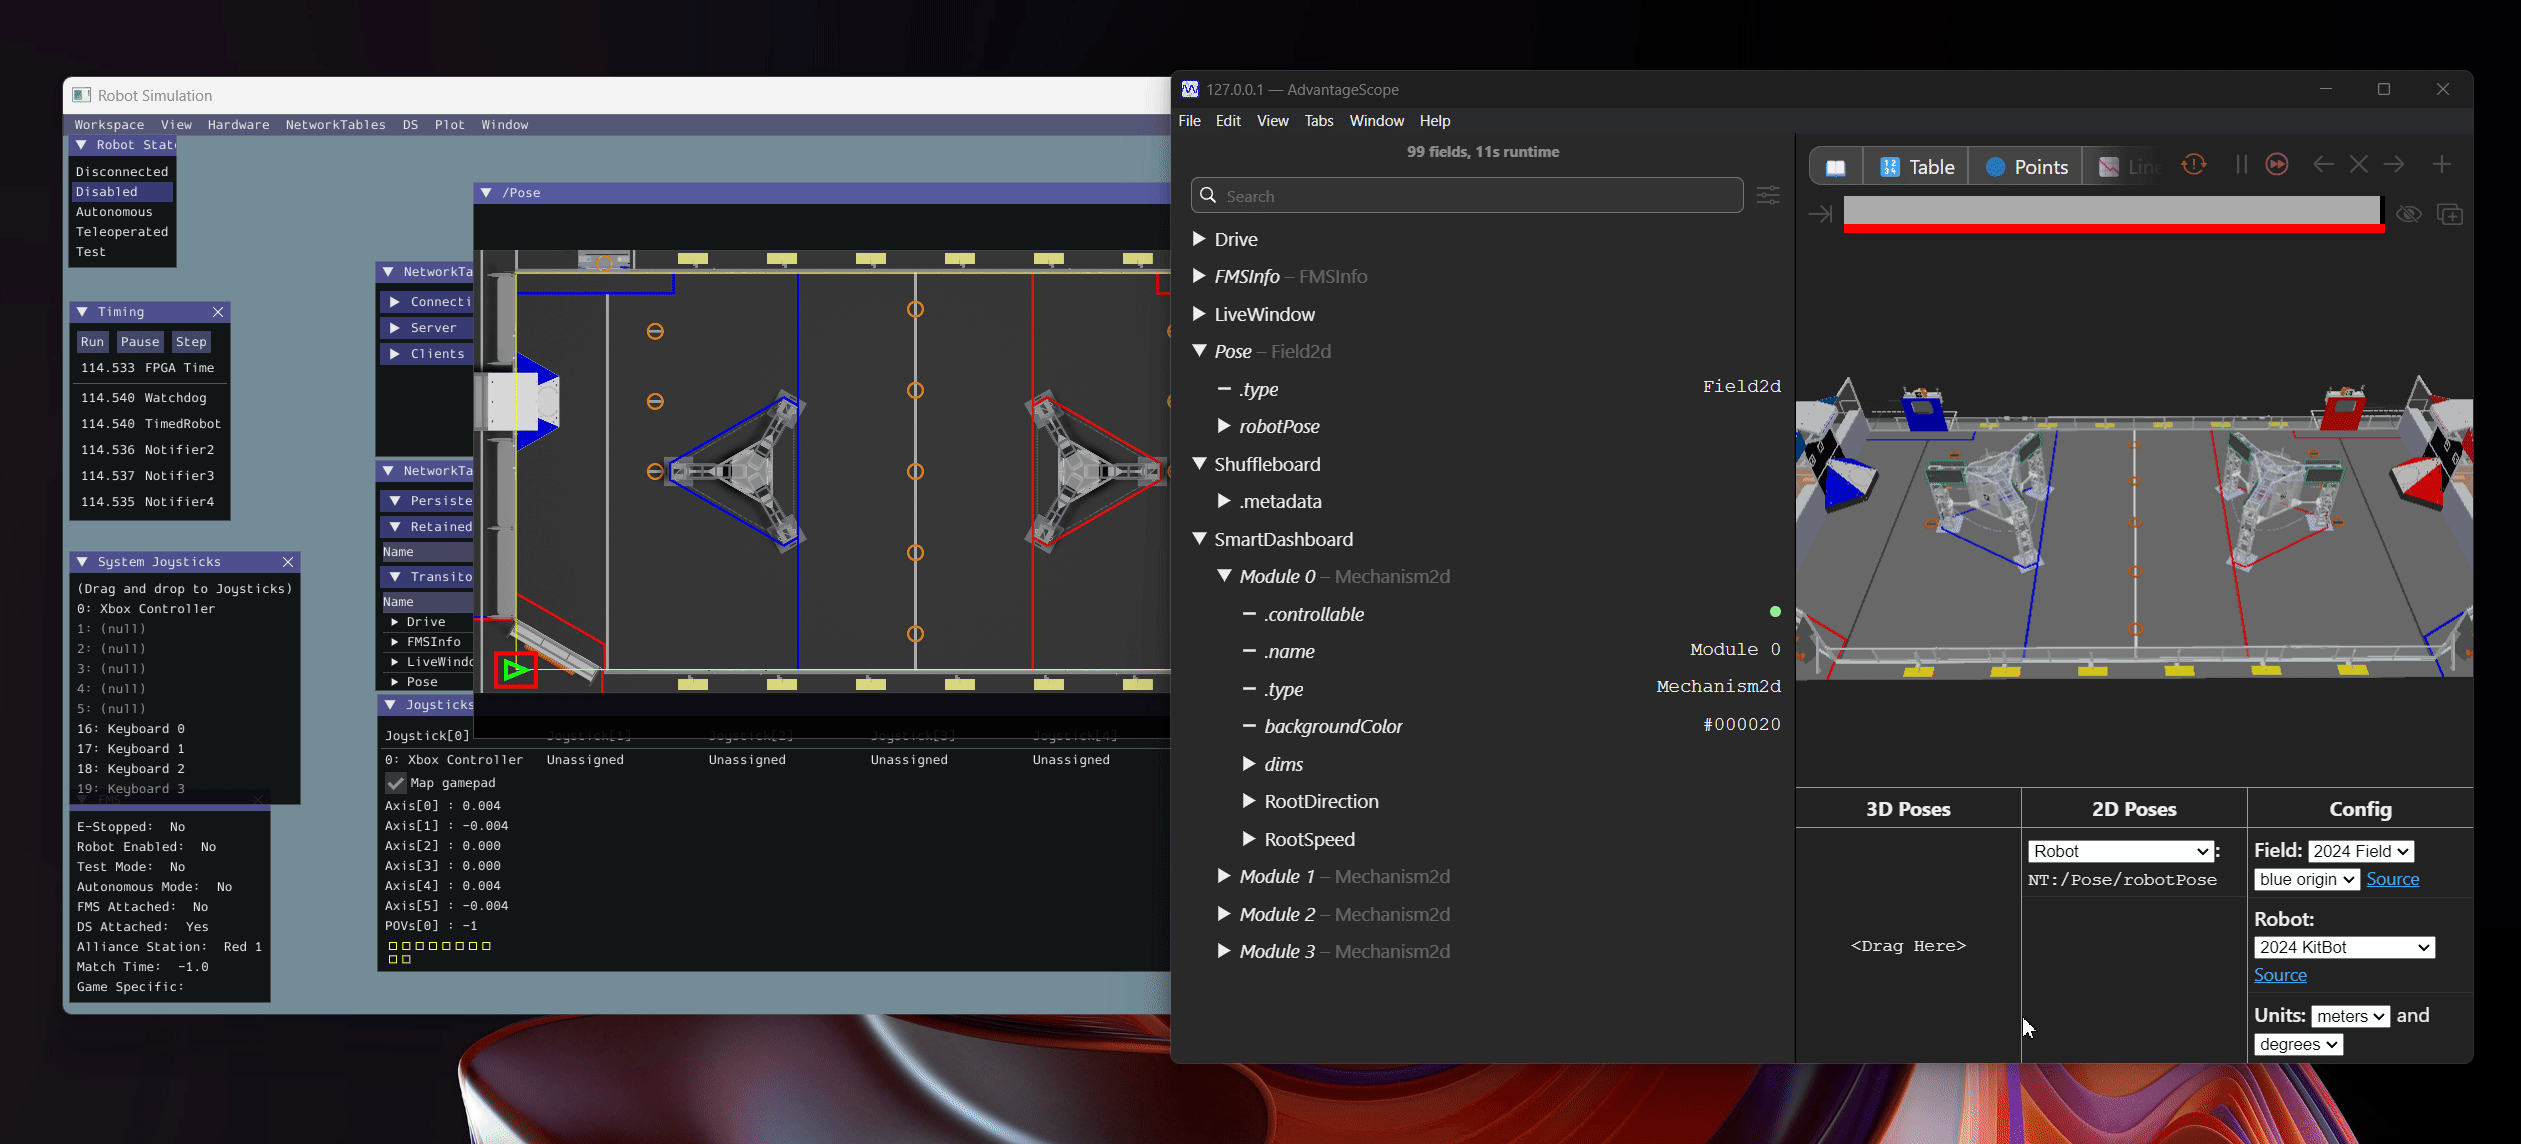 Robot Simulation
Workspace View Hardware NetworkTables DS Plot Window
Robot State
Disconnected
Disabled
Autonomous
Teleoperated
Test
Timing
Run Pause Step
114.533 FPGA Time
114.540 Watchdog
114.540 TimedRobot
114.536 Notifier2
114.537 Notifier3
114.535 Notifier4
System Joysticks
(Drag and drop to Joysticks)
0: Xbox Controller
1: (null)
2: (null)
3: (null)
4: (null)
5: (null)
16: Keyboard 0
17: Keyboard 1
18: Keyboard 2
19: Keyboard 3
FMS
E-Stopped: No
Robot Enabled: No
Test Mode: No
Autonomous Mode: No
FMS Attached: No
DS Attached: Yes
Alliance Station: Red 1
Match Time: -1.0
Game Specific:
NetworkTa
Connecti
Server
Clients
NetworkTa
Persiste
Retained
Name
Transito
Name
Drive
FMSInfo
LiveWindo
Pose
/Pose
Joysticks
Joystick[0] Joystick[1] Joystick[2] Joystick[3] Joystick[4]
0: Xbox Controller Unassigned Unassigned Unassigned Unassigned
Map gamepad
Axis[0] : 0.004
Axis[1] : -0.004
Axis[2] : 0.000
Axis[3] : 0.000
Axis[4] : 0.004
Axis[5] : -0.004
POVs[0] : -1
127.0.0.1 — AdvantageScope
File Edit View Tabs Window Help
99 fields, 11s runtime
Search
Drive
FMSInfo – FMSInfo
LiveWindow
Pose – Field2d
.type Field2d
robotPose
Shuffleboard
.metadata
SmartDashboard
Module 0 – Mechanism2d
.controllable
.name Module 0
.type Mechanism2d
backgroundColor #000020
dims
RootDirection
RootSpeed
Module 1 – Mechanism2d
Module 2 – Mechanism2d
Module 3 – Mechanism2d
Table Points Line
3D Poses 2D Poses Config
<Drag Here>
Robot :
NT:/Pose/robotPose
Field: 2024 Field
blue origin Source
Robot:
2024 KitBot
Source
Units: meters and
degrees